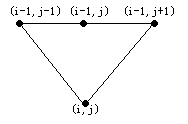 (i-1, j-1) (i-1, j) (i-1, j+1)
(i, j)